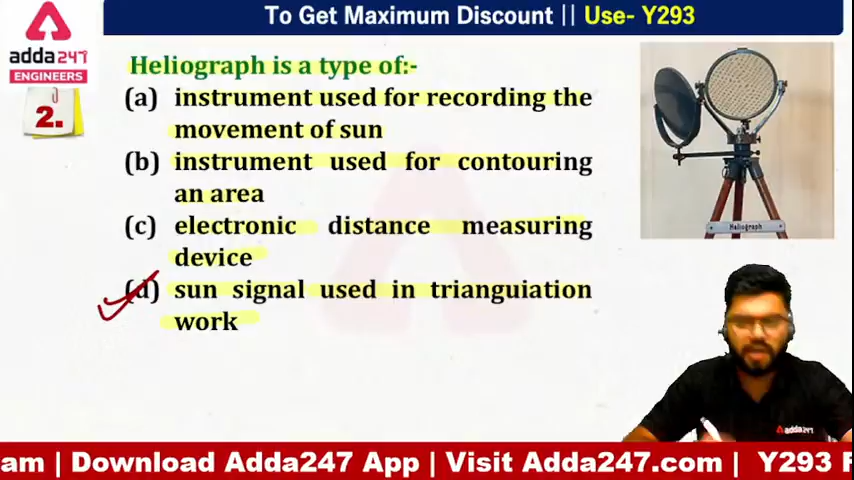 To Get Maximum Discount || Use- Y293
adda247
ENGINEERS
2.
Heliograph is a type of:-
(a) instrument used for recording the
movement of sun
(b) instrument used for contouring
an area
(c) electronic distance measuring
device
(d) sun signal used in trianguiation
work
Heliograph
adda247
am | Download Adda247 App | Visit Adda247.com | Y293 F